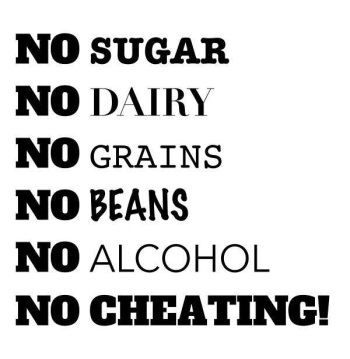 NO SUGAR
NO DAIRY
NO GRAINS
NO BEANS
NO ALCOHOL
NO CHEATING!